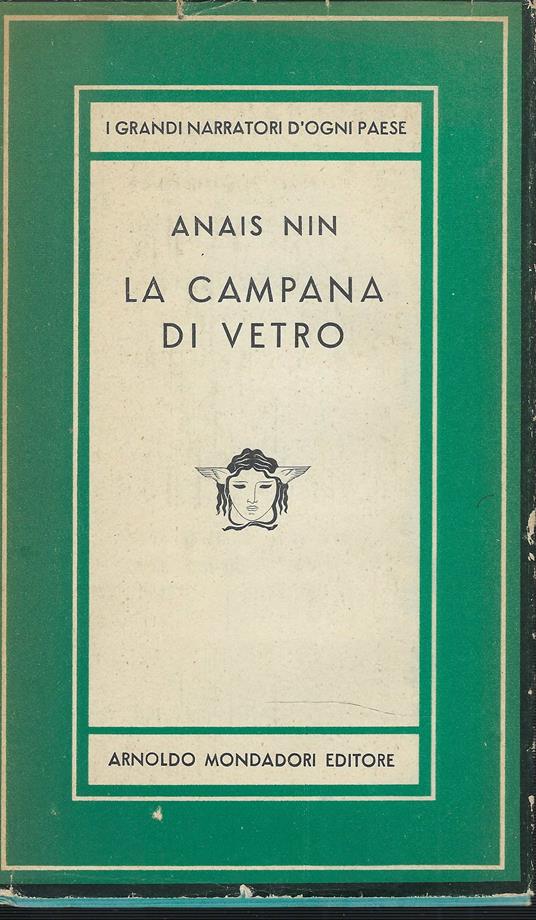 I GRANDI NARRATORI D'OGNI PAESE
ANAIS NIN
LA CAMPANA
DI VETRO
ARNOLDO MONDADORI EDITORE